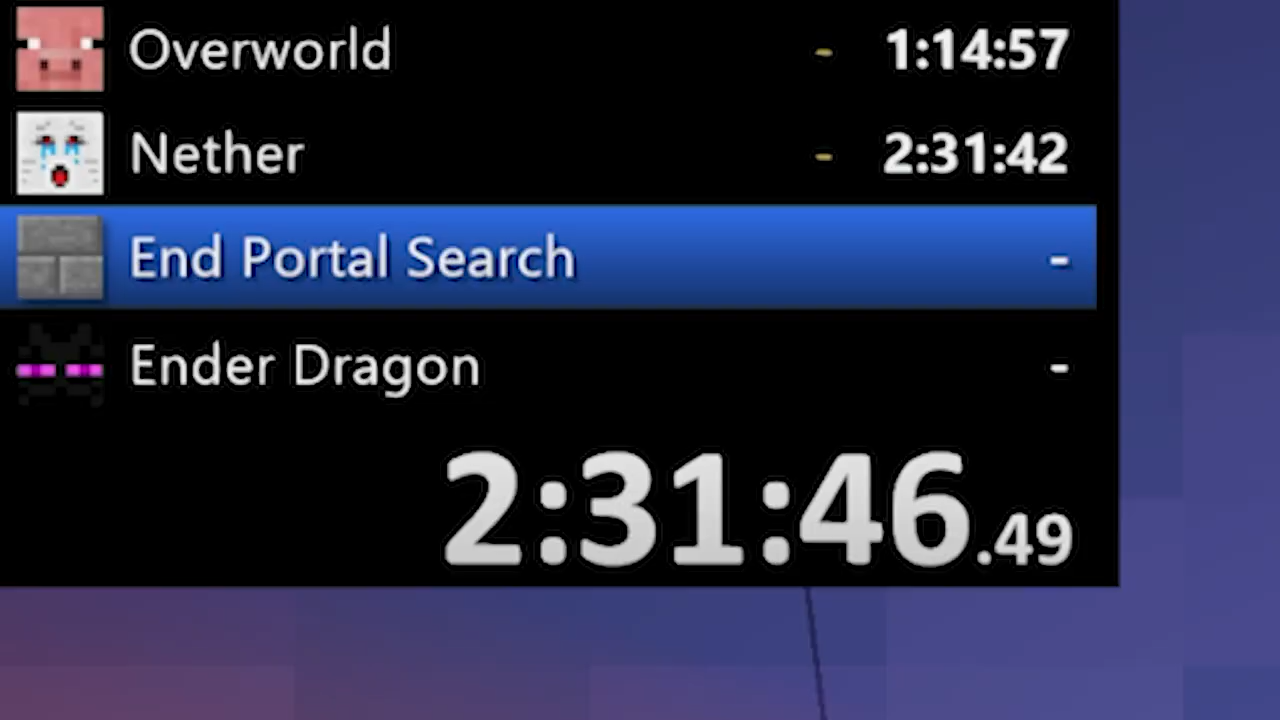 Overworld - 1:14:57
Nether - 2:31:42
End Portal Search -
Ender Dragon -
2:31:46.49